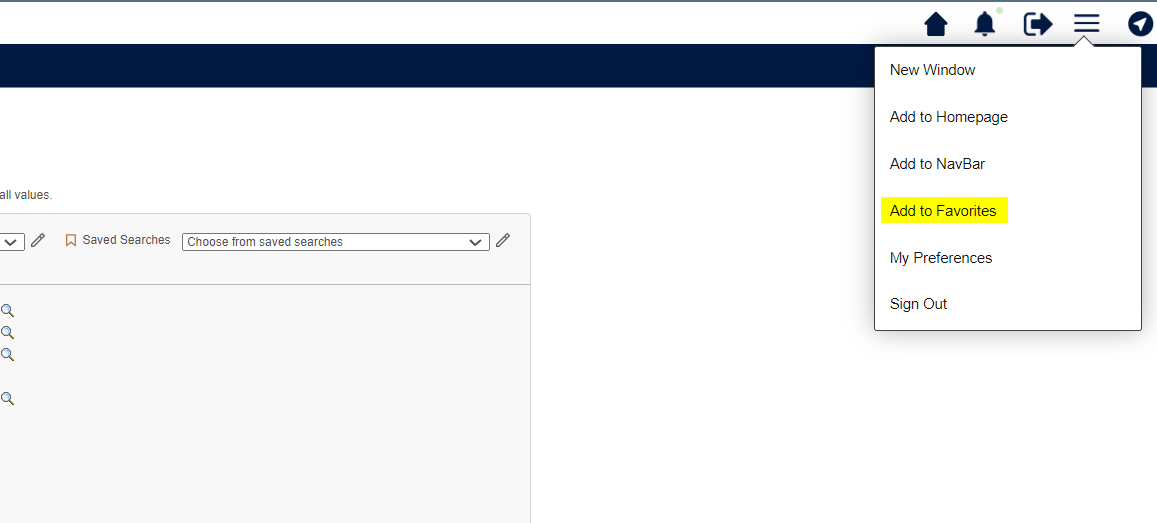 New Window
Add to Homepage
Add to NavBar
Add to Favorites
My Preferences
Sign Out
all values.
Saved Searches Choose from saved searches